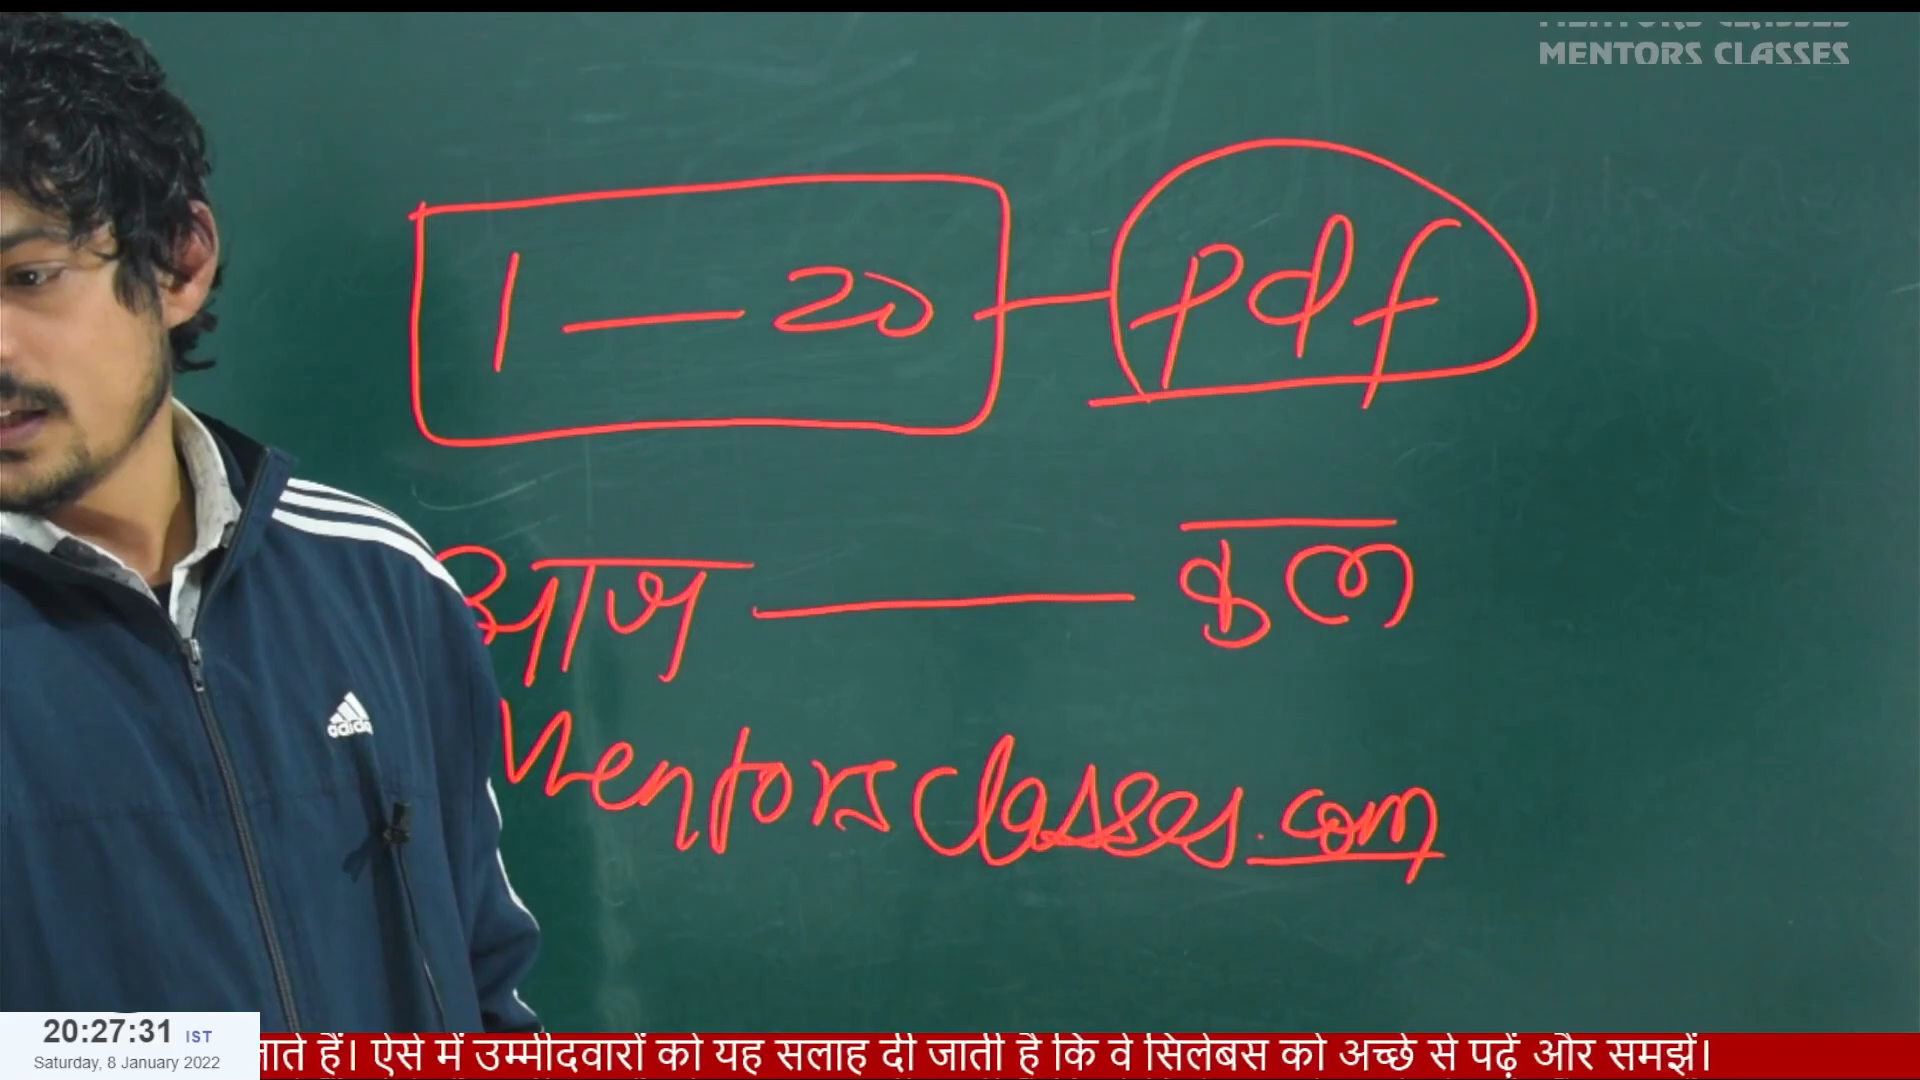 MENTORS CLASSES
1 — 20 — pdf
आज — कल
Mentorsclasses.com
adidas
20:27:31 IST
Saturday, 8 January 2022
जाते हैं। ऐसे में उम्मीदवारों को यह सलाह दी जाती है कि वे सिलेबस को अच्छे से पढ़ें और समझें।